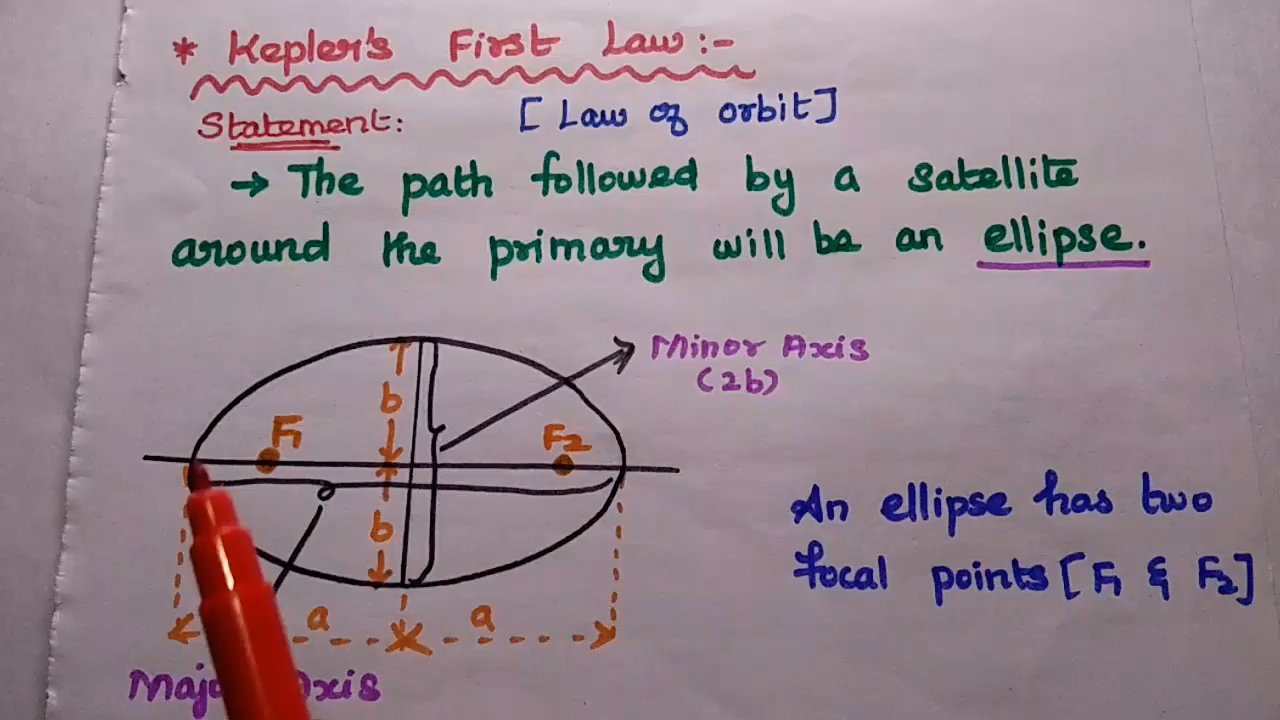 * Kepler's First Law:-
Statement: [Law of orbit]
→ The path followed by a satellite
around the primary will be an ellipse.
Minor Axis
(2b)
b
F1
F2
b
An ellipse has two
focal points [F1 & F2]
a
a